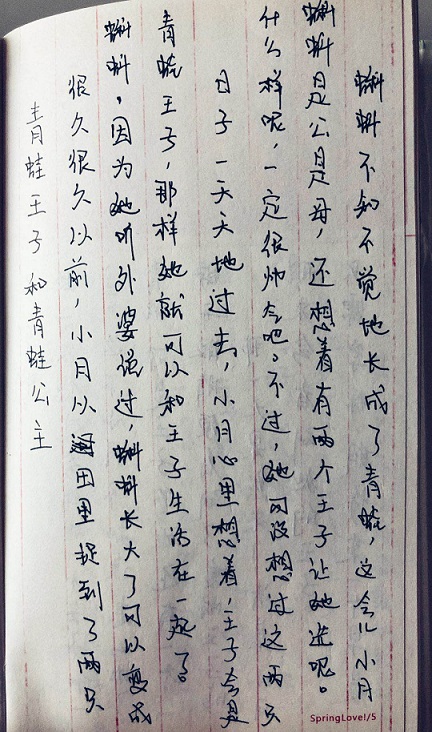 青蛙王子和青蛙公主
很久很久以前，小月从田里捉到了两只
蝌蚪，因为她听外婆说过，蝌蚪长大了可以变成
青蛙王子，那样她就可以和王子生活在一起了。
日子一天天地过去，小月心里想着，王子会是
什么样呢，一定很帅气吧。不过，她可没想过这两只
蝌蚪是公是母，还想着有两个王子让她选呢。
蝌蚪不知不觉地长成了青蛙，这会儿小月
SpringLove!/5